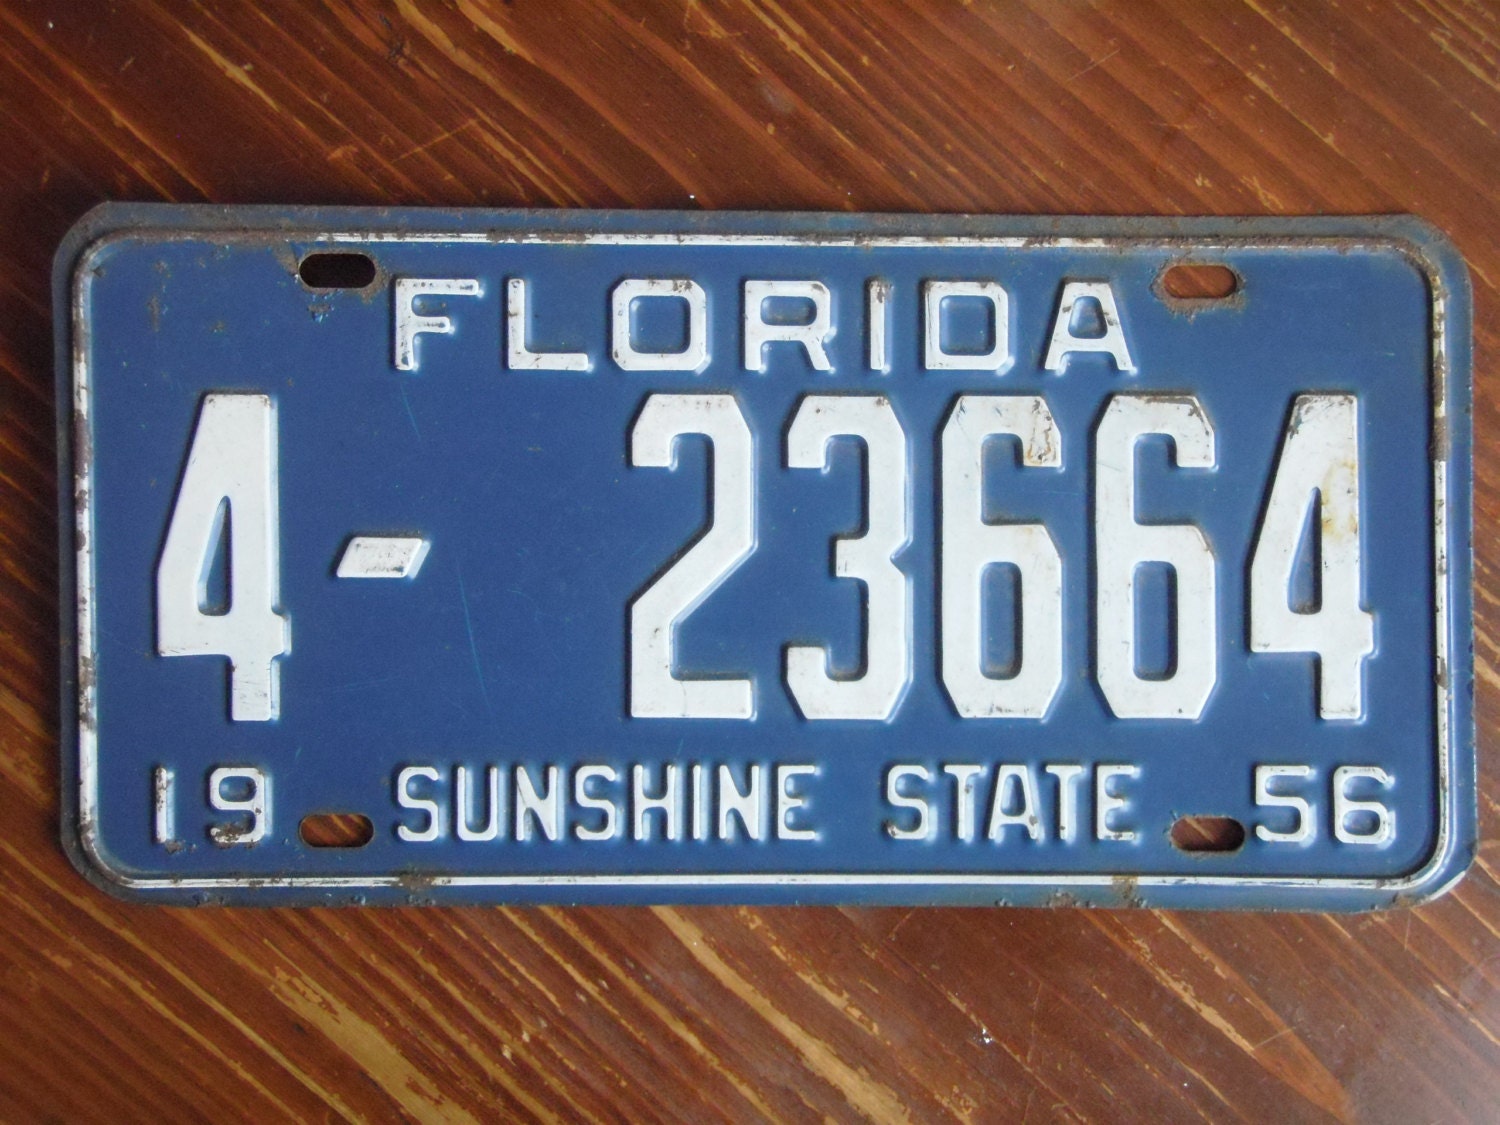 FLORIDA
4-23664
19 SUNSHINE STATE 56